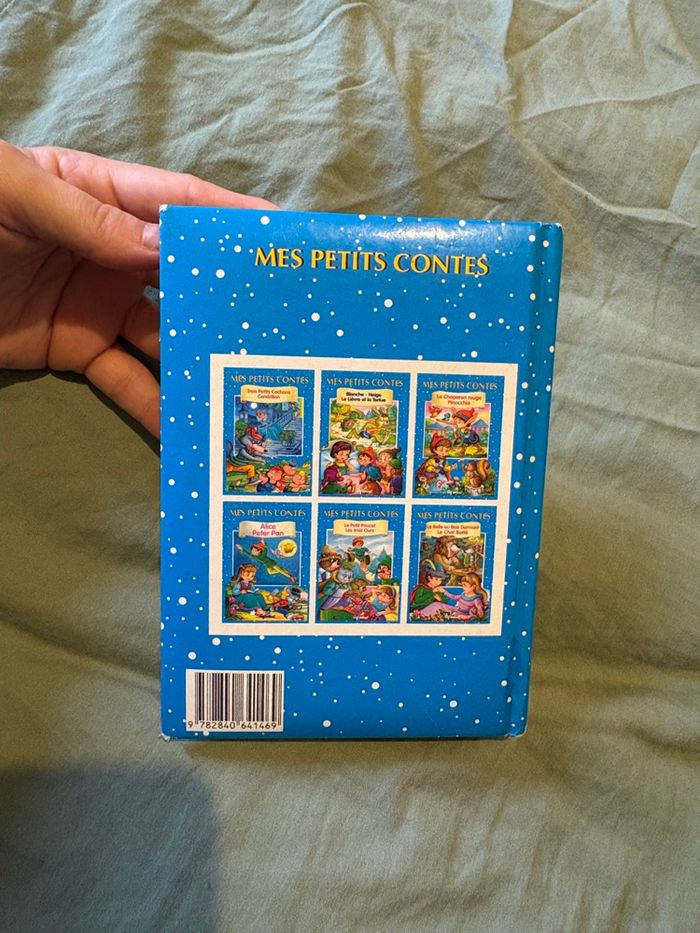 MES PETITS CONTES
MES PETITS CONTES
Trois Petits Cochons
Cendrillon
MES PETITS CONTES
Blanche - Neige
Le Lièvre et la Tortue
MES PETITS CONTES
Le Chaperon rouge
Pinocchio
MES PETITS CONTES
Alice
Peter Pan
MES PETITS CONTES
Le Petit Poucet
Les trois Ours
MES PETITS CONTES
La Belle au Bois Dormant
Le Chat Botté
9 782840 641469